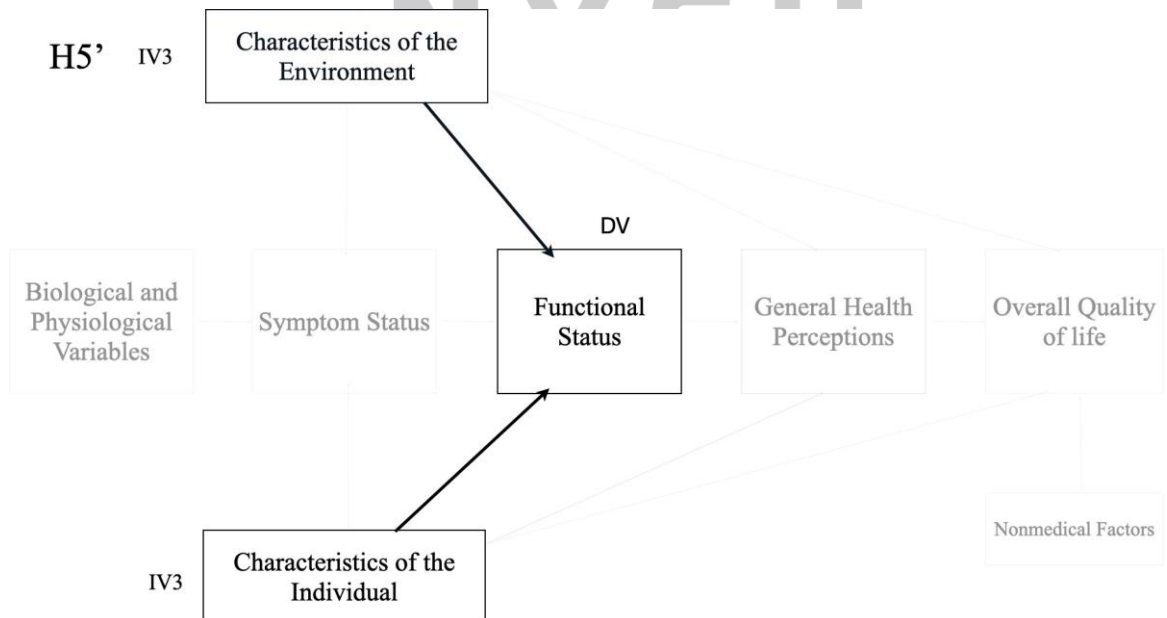 H5’ IV3
Characteristics of the
Environment
DV
Biological and
Physiological
Variables
Symptom Status
Functional
Status
General Health
Perceptions
Overall Quality
of life
Nonmedical Factors
IV3
Characteristics of the
Individual